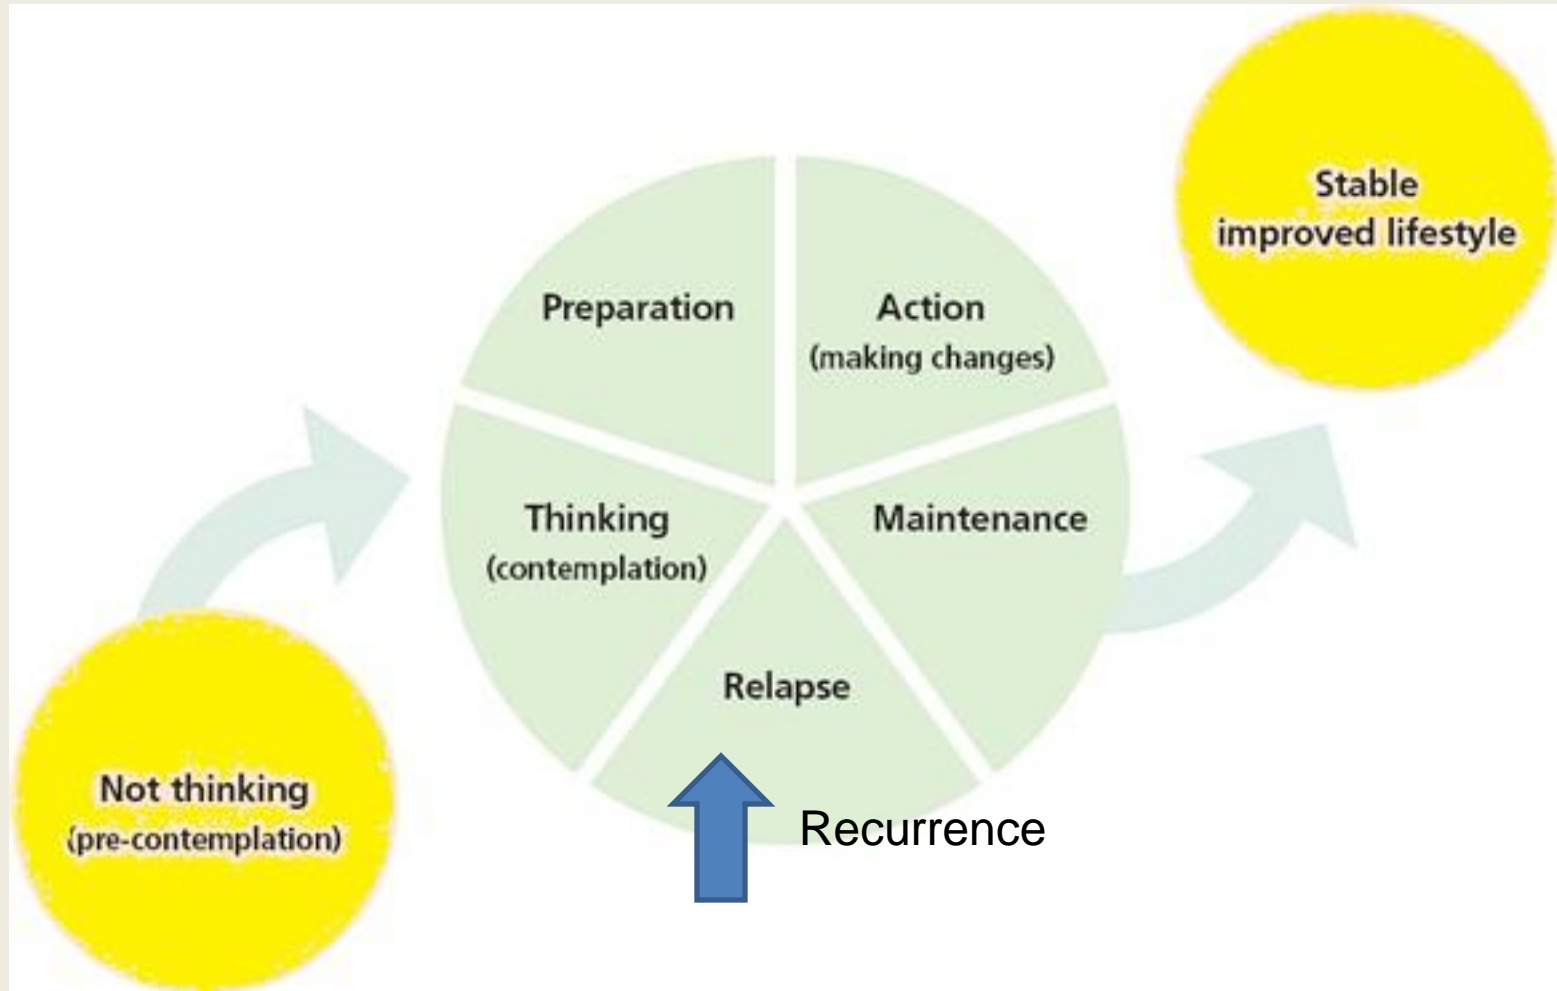 Stable
improved lifestyle
Preparation
Action
(making changes)
Thinking
(contemplation)
Maintenance
Relapse
Not thinking
(pre-contemplation)
Recurrence